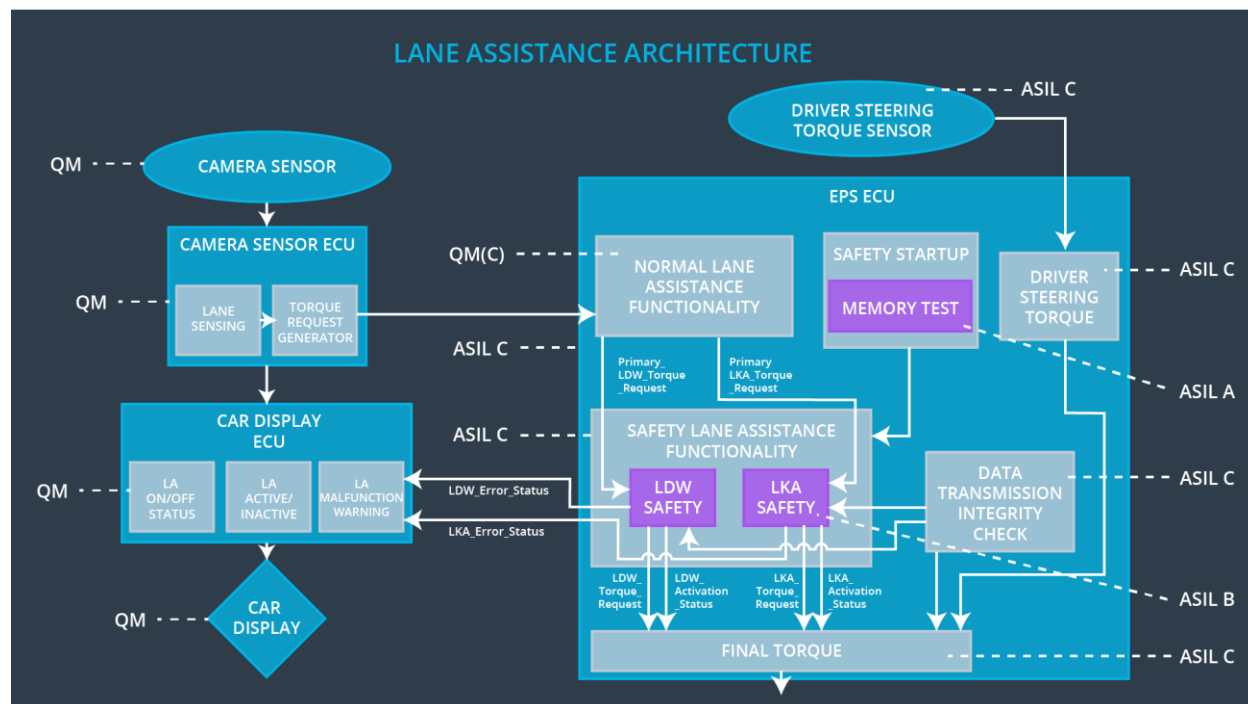 LANE ASSISTANCE ARCHITECTURE
ASIL C
DRIVER STEERING
TORQUE SENSOR
QM
CAMERA SENSOR
EPS ECU
CAMERA SENSOR ECU
QM(C)
NORMAL LANE
ASSISTANCE
FUNCTIONALITY
SAFETY STARTUP
MEMORY TEST
DRIVER
STEERING
TORQUE
ASIL C
QM
LANE
SENSING
TORQUE
REQUEST
GENERATOR
ASIL C
Primary_
LDW_Torque
_Request
Primary
LKA_Torque
_Request
ASIL A
CAR DISPLAY
ECU
ASIL C
SAFETY LANE ASSISTANCE
FUNCTIONALITY
QM
LA
ON/OFF
STATUS
LA
ACTIVE/
INACTIVE
LA
MALFUNCTION
WARNING
LDW_Error_Status
LKA_Error_Status
LDW
SAFETY
LKA
SAFETY
DATA
TRANSMISSION
INTEGRITY
CHECK
ASIL C
LDW_
Torque_
Request
LDW_
Activation
_Status
LKA_
Torque_
Request
LKA_
Activation
_Status
ASIL B
QM
CAR
DISPLAY
FINAL TORQUE
ASIL C